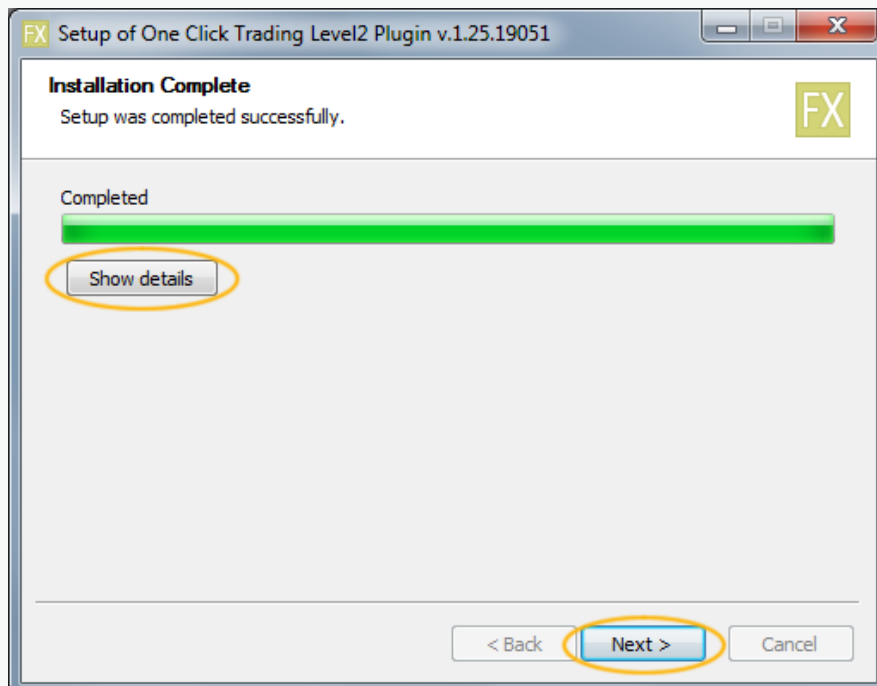 FX Setup of One Click Trading Level2 Plugin v.1.25.19051
Installation Complete
Setup was completed successfully.
FX
Completed
Show details
< Back Next > Cancel